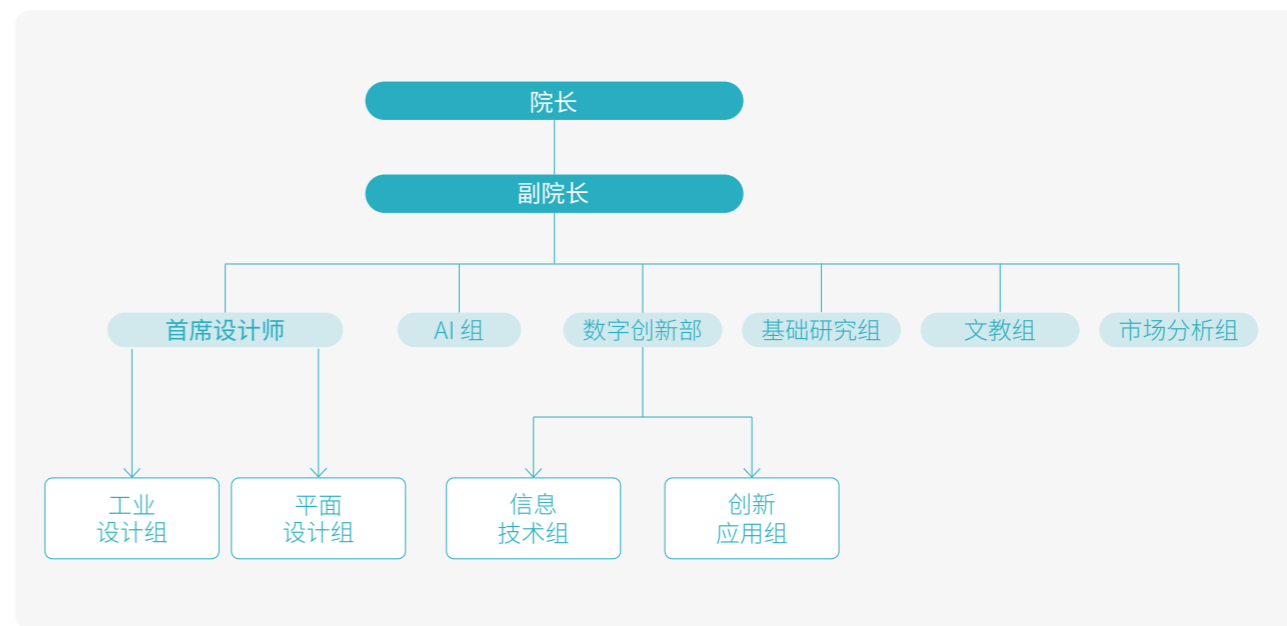 院长
副院长
首席设计师
AI 组
数字创新部
基础研究组
文教组
市场分析组
工业
设计组
平面
设计组
信息
技术组
创新
应用组